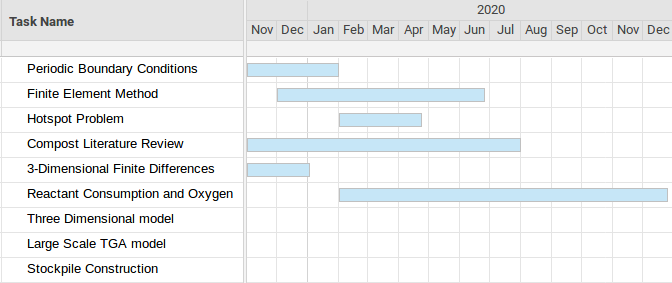 2020
Task Name
Nov Dec Jan Feb Mar Apr May Jun Jul Aug Sep Oct Nov Dec
Periodic Boundary Conditions
Finite Element Method
Hotspot Problem
Compost Literature Review
3-Dimensional Finite Differences
Reactant Consumption and Oxygen
Three Dimensional model
Large Scale TGA model
Stockpile Construction